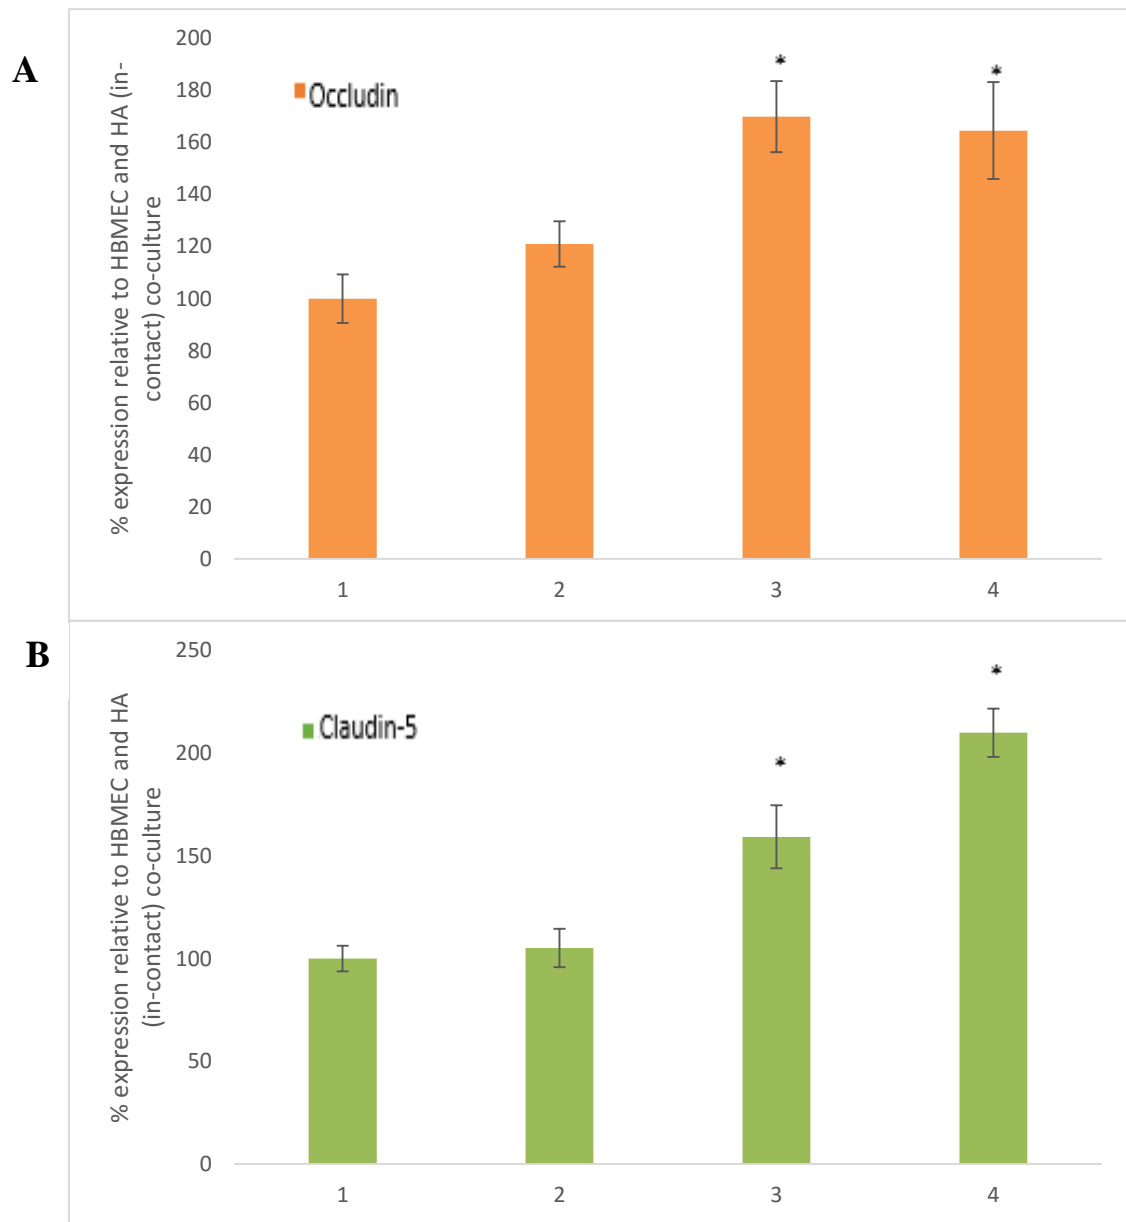 A
% expression relative to HBMEC and HA (in-
contact) co-culture
200
180
160
140
120
100
80
60
40
20
0
Occludin
*
*
1 2 3 4
B
% expression relative to HBMEC and HA
(in-contact) co-culture
250
200
150
100
50
0
Claudin-5
*
*
1 2 3 4